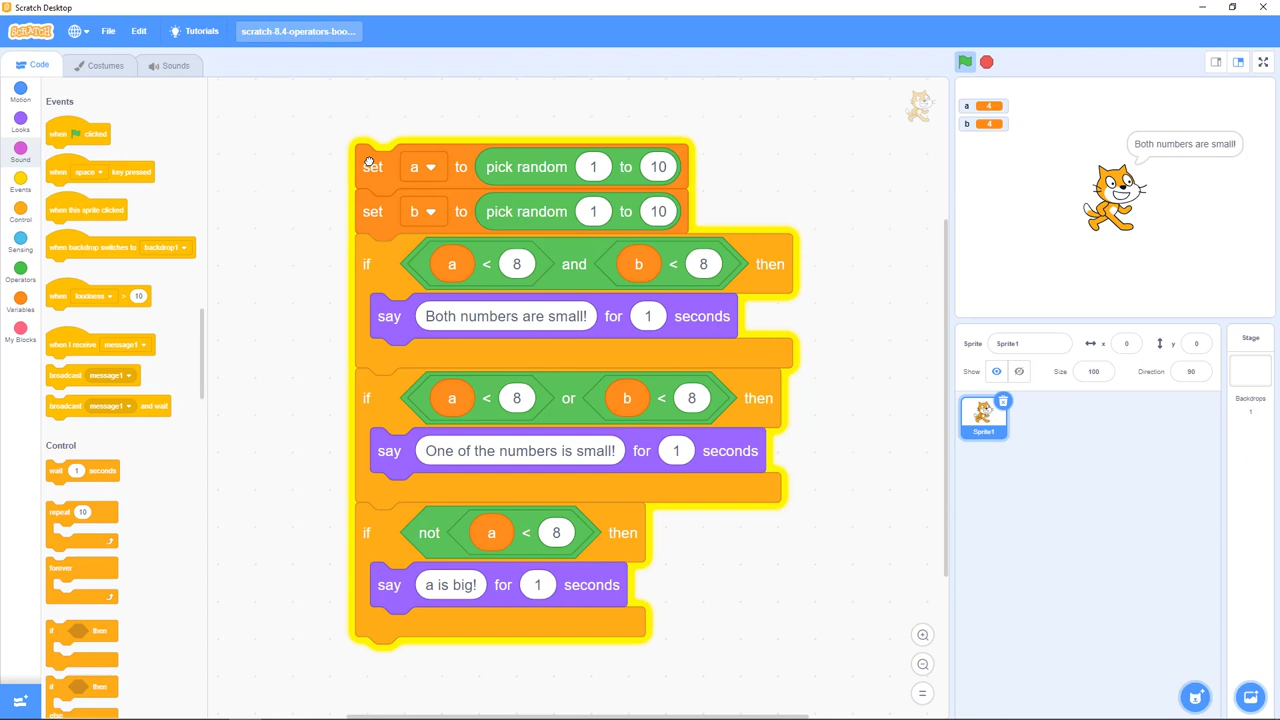 Scratch Desktop
SCRATCH File Edit Tutorials scratch-8.4-operators-boo...
Code Costumes Sounds
Motion
Looks
Sound
Events
Control
Sensing
Operators
Variables
My Blocks
Events
when clicked
when space key pressed
when this sprite clicked
when backdrop switches to backdrop1
when loudness > 10
when I receive message1
broadcast message1
broadcast message1 and wait
Control
wait 1 seconds
repeat 10
forever
if then
if then
set a to pick random 1 to 10
set b to pick random 1 to 10
if a < 8 and b < 8 then
say Both numbers are small! for 1 seconds
if a < 8 or b < 8 then
say One of the numbers is small! for 1 seconds
if not a < 8 then
say a is big! for 1 seconds
a 4
b 4
Both numbers are small!
Sprite Sprite1 x 0 y 0
Show Size 100 Direction 90
Sprite1
Stage
Backdrops
1